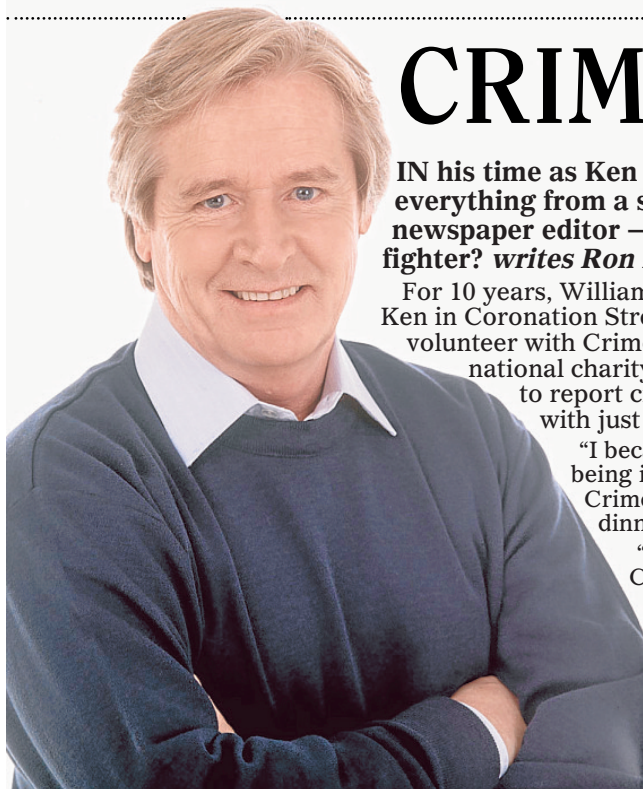 CRIM
IN his time as Ken
everything from a s
newspaper editor –
fighter? writes Ron
For 10 years, William
Ken in Coronation Stre
volunteer with Crime
national charity
to report c
with just
“I bec
being i
Crime
dinn
“
C